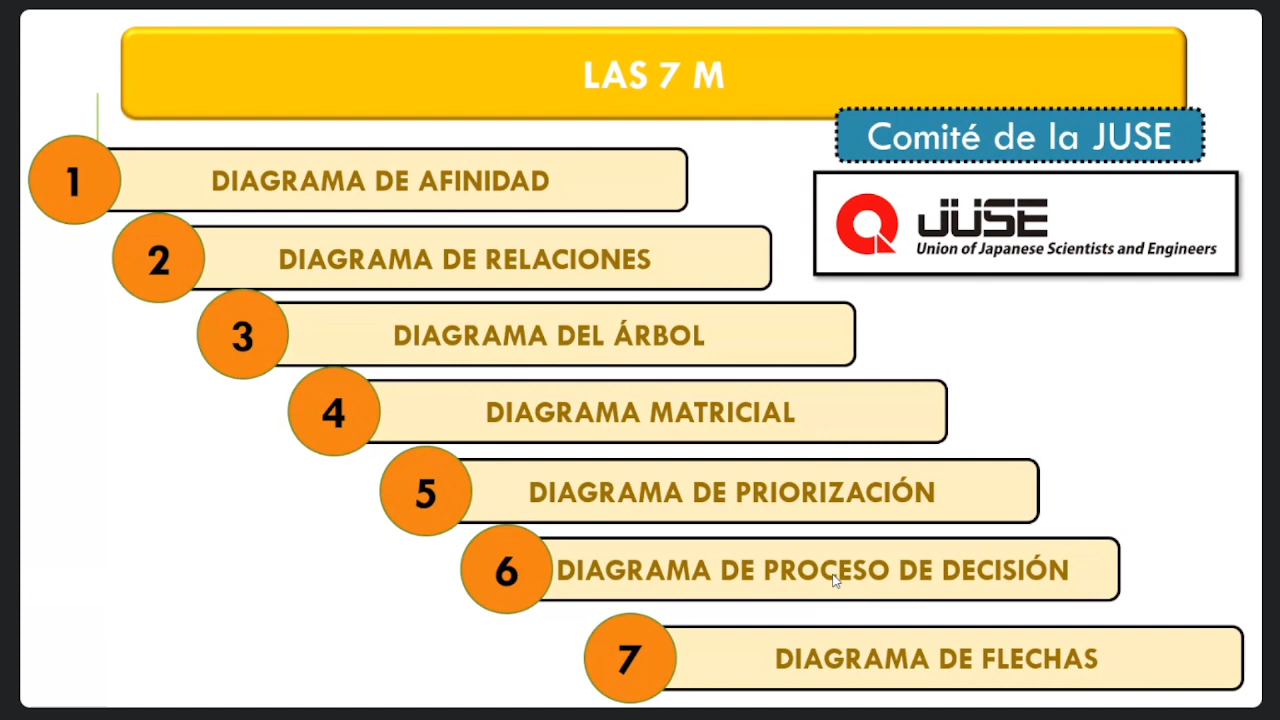 LAS 7 M
Comité de la JUSE
JUSE
Union of Japanese Scientists and Engineers
1
DIAGRAMA DE AFINIDAD
2
DIAGRAMA DE RELACIONES
3
DIAGRAMA DEL ÁRBOL
4
DIAGRAMA MATRICIAL
5
DIAGRAMA DE PRIORIZACIÓN
6
DIAGRAMA DE PROCESO DE DECISIÓN
7
DIAGRAMA DE FLECHAS